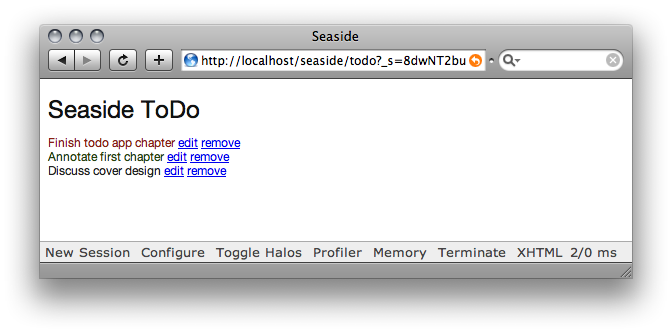 Seaside
http://localhost/seaside/todo?_s=8dwNT2bu
Seaside ToDo
Finish todo app chapter edit remove
Annotate first chapter edit remove
Discuss cover design edit remove
New Session Configure Toggle Halos Profiler Memory Terminate XHTML 2/0 ms